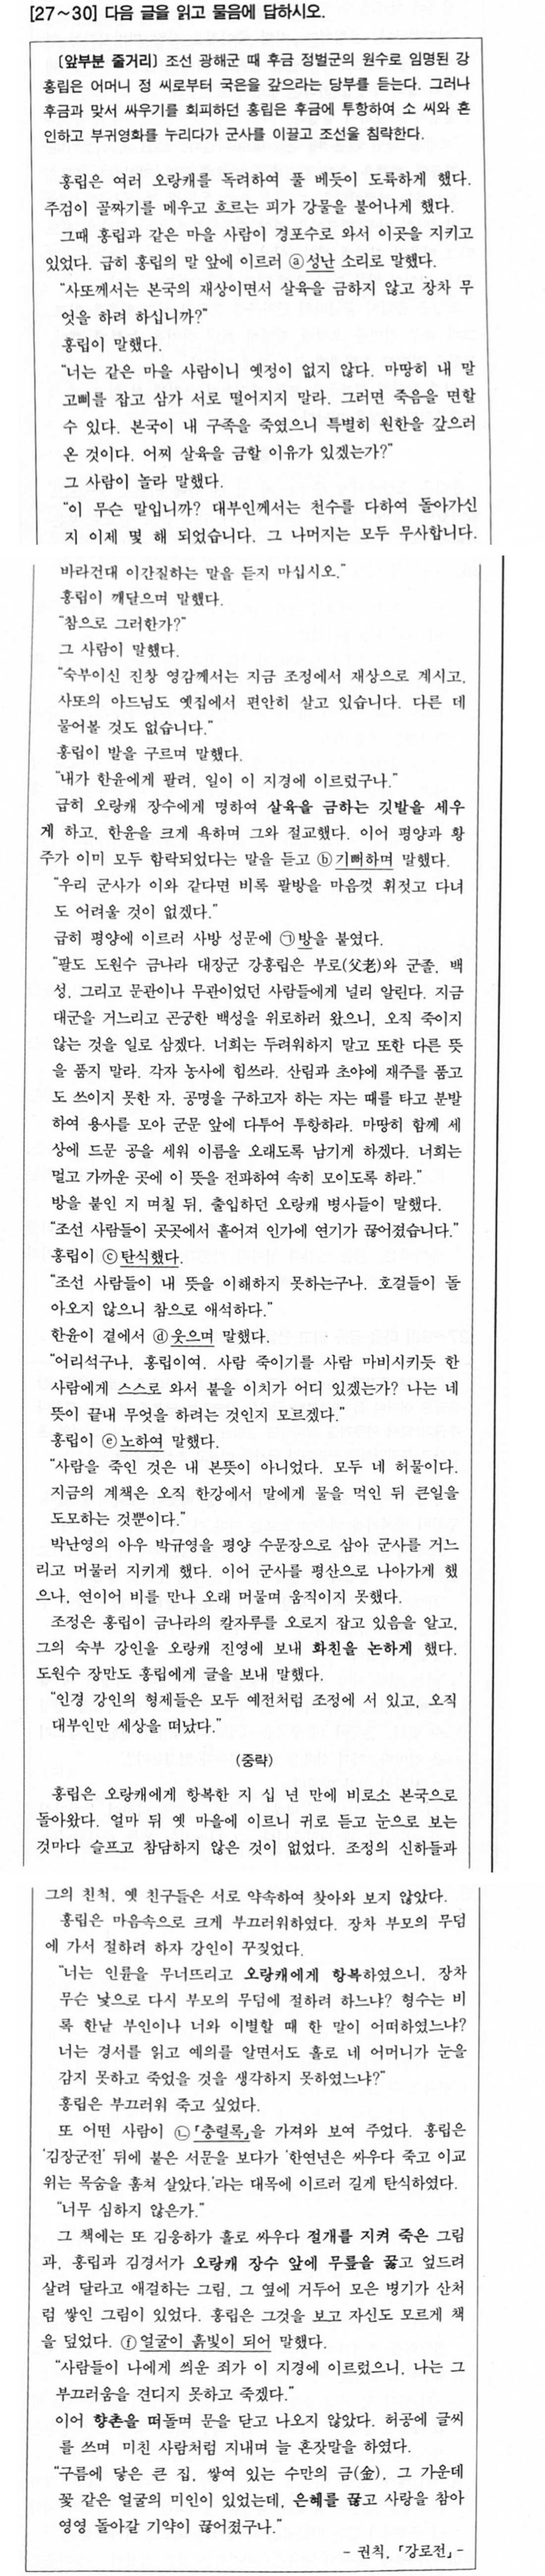 [27~30] 다음 글을 읽고 물음에 답하시오.
[앞부분 줄거리] 조선 광해군 때 후금 정벌군의 원수로 임명된 강
홍립은 어머니 정 씨로부터 국은을 갚으라는 당부를 듣는다. 그러나
후금과 맞서 싸우기를 회피하던 홍립은 후금에 투항하여 소 씨와 혼
인하고 부귀영화를 누리다가 군사를 이끌고 조선을 침략한다.
홍립은 여러 오랑캐를 독려하여 풀 베듯이 도륙하게 했다.
주검이 골짜기를 메우고 흐르는 피가 강물을 불어나게 했다.
그때 홍립과 같은 마을 사람이 경포수로 와서 이곳을 지키고
있었다. 급히 홍립의 말 앞에 이르러 ⓐ성난 소리로 말했다.
“사또께서는 본국의 재상이면서 살육을 금하지 않고 장차 무
엇을 하려 하십니까?”
홍립이 말했다.
“너는 같은 마을 사람이니 옛정이 없지 않다. 마땅히 내 말
고삐를 잡고 삼가 서로 떨어지지 말라. 그러면 죽음을 면할
수 있다. 본국이 내 구족을 죽였으니 특별히 원한을 갚으러
온 것이다. 어찌 살육을 금할 이유가 있겠는가?”
그 사람이 놀라 말했다.
“이 무슨 말입니까? 대부인께서는 천수를 다하여 돌아가신
지 이제 몇 해 되었습니다. 그 나머지는 모두 무사합니다.
바라건대 이간질하는 말을 듣지 마십시오.”
홍립이 깨달으며 말했다.
“참으로 그러한가?”
그 사람이 말했다.
“숙부이신 진창 영감께서는 지금 조정에서 재상으로 계시고,
사또의 아드님도 옛집에서 편안히 살고 있습니다. 다른 데
물어볼 것도 없습니다.”
홍립이 발을 구르며 말했다.
“내가 한윤에게 팔려, 일이 이 지경에 이르렀구나.”
급히 오랑캐 장수에게 명하여 살육을 금하는 깃발을 세우
게 하고, 한윤을 크게 욕하며 그와 절교했다. 이어 평양과 황
주가 이미 모두 함락되었다는 말을 듣고 ⓑ기뻐하며 말했다.
“우리 군사가 이와 같다면 비록 팔방을 마음껏 휘젓고 다녀
도 어려울 것이 없겠다.”
급히 평양에 이르러 사방 성문에 ㉠방을 붙였다.
“팔도 도원수 금나라 대장군 강홍립은 부로(父老)와 군졸, 백
성, 그리고 문관이나 무관이었던 사람들에게 널리 알린다. 지금
대군을 거느리고 곤궁한 백성을 위로하러 왔으니, 오직 죽이지
않는 것을 일로 삼겠다. 너희는 두려워하지 말고 또한 다른 뜻
을 품지 말라. 각자 농사에 힘쓰라. 산림과 초야에 재주를 품고
도 쓰이지 못한 자, 공명을 구하고자 하는 자는 때를 타고 분발
하여 용사를 모아 군문 앞에 다투어 투항하라. 마땅히 함께 세
상에 드문 공을 세워 이름을 오래도록 남기게 하겠다. 너희는
멀고 가까운 곳에 이 뜻을 전파하여 속히 모이도록 하라.”
방을 붙인 지 며칠 뒤, 출입하던 오랑캐 병사들이 말했다.
“조선 사람들이 곳곳에서 흩어져 인가에 연기가 끊어졌습니다.”
홍립이 ⓒ탄식했다.
“조선 사람들이 내 뜻을 이해하지 못하는구나. 호걸들이 돌
아오지 않으니 참으로 애석하다.”
한윤이 곁에서 ⓓ웃으며 말했다.
“어리석구나, 홍립이여. 사람 죽이기를 사람 마비시키듯 한
사람에게 스스로 와서 붙을 이치가 어디 있겠는가? 나는 네
뜻이 끝내 무엇을 하려는 것인지 모르겠다.”
홍립이 ⓔ노하여 말했다.
“사람을 죽인 것은 내 본뜻이 아니었다. 모두 네 허물이다.
지금의 계책은 오직 한강에서 말에게 물을 먹인 뒤 큰일을
도모하는 것뿐이다.”
박난영의 아우 박규영을 평양 수문장으로 삼아 군사를 거느
리고 머물러 지키게 했다. 이어 군사를 평산으로 나아가게 했
으나, 연이어 비를 만나 오래 머물며 움직이지 못했다.
조정은 홍립이 금나라의 칼자루를 오로지 잡고 있음을 알고,
그의 숙부 강인을 오랑캐 진영에 보내 화친을 논하게 했다.
도원수 장만도 홍립에게 글을 보내 말했다.
“인경 강인의 형제들은 모두 예전처럼 조정에 서 있고, 오직
대부인만 세상을 떠났다.”
(중략)
홍립은 오랑캐에게 항복한 지 십 년 만에 비로소 본국으로
돌아왔다. 얼마 뒤 옛 마을에 이르니 귀로 듣고 눈으로 보는
것마다 슬프고 참담하지 않은 것이 없었다. 조정의 신하들과
그의 친척, 옛 친구들은 서로 약속하여 찾아와 보지 않았다.
홍립은 마음속으로 크게 부끄러워하였다. 장차 부모의 무덤
에 가서 절하려 하자 강인이 꾸짖었다.
“너는 인륜을 무너뜨리고 오랑캐에게 항복하였으니, 장차
무슨 낯으로 다시 부모의 무덤에 절하려 하느냐? 형수는 비
록 한낱 부인이나 너와 이별할 때 한 말이 어떠하였느냐?
너는 경서를 읽고 예의를 알면서도 홀로 네 어머니가 눈을
감지 못하고 죽었을 것을 생각하지 못하였느냐?”
홍립은 부끄러워 죽고 싶었다.
또 어떤 사람이 ㉡「충렬록」을 가져와 보여 주었다. 홍립은
‘김장군전’ 뒤에 붙은 서문을 보다가 ‘한연년은 싸우다 죽고 이교
위는 목숨을 훔쳐 살았다.’라는 대목에 이르러 길게 탄식하였다.
“너무 심하지 않은가.”
그 책에는 또 김응하가 홀로 싸우다 절개를 지켜 죽은 그림
과, 홍립과 김경서가 오랑캐 장수 앞에 무릎을 꿇고 엎드려
살려 달라고 애걸하는 그림, 그 옆에 거두어 모은 병기가 산처
럼 쌓인 그림이 있었다. 홍립은 그것을 보고 자신도 모르게 책
을 덮었다. ⓕ얼굴이 흙빛이 되어 말했다.
“사람들이 나에게 씌운 죄가 이 지경에 이르렀으니, 나는 그
부끄러움을 견디지 못하고 죽겠다.”
이어 향촌을 떠돌며 문을 닫고 나오지 않았다. 허공에 글씨
를 쓰며 미친 사람처럼 지내며 늘 혼잣말을 하였다.
“구름에 닿은 큰 집, 쌓여 있는 수만의 금(金), 그 가운데
꽃 같은 얼굴의 미인이 있었는데, 은혜를 끊고 사랑을 참아
영영 돌아갈 기약이 끊어졌구나.”
- 권칙, 「강로전」 -